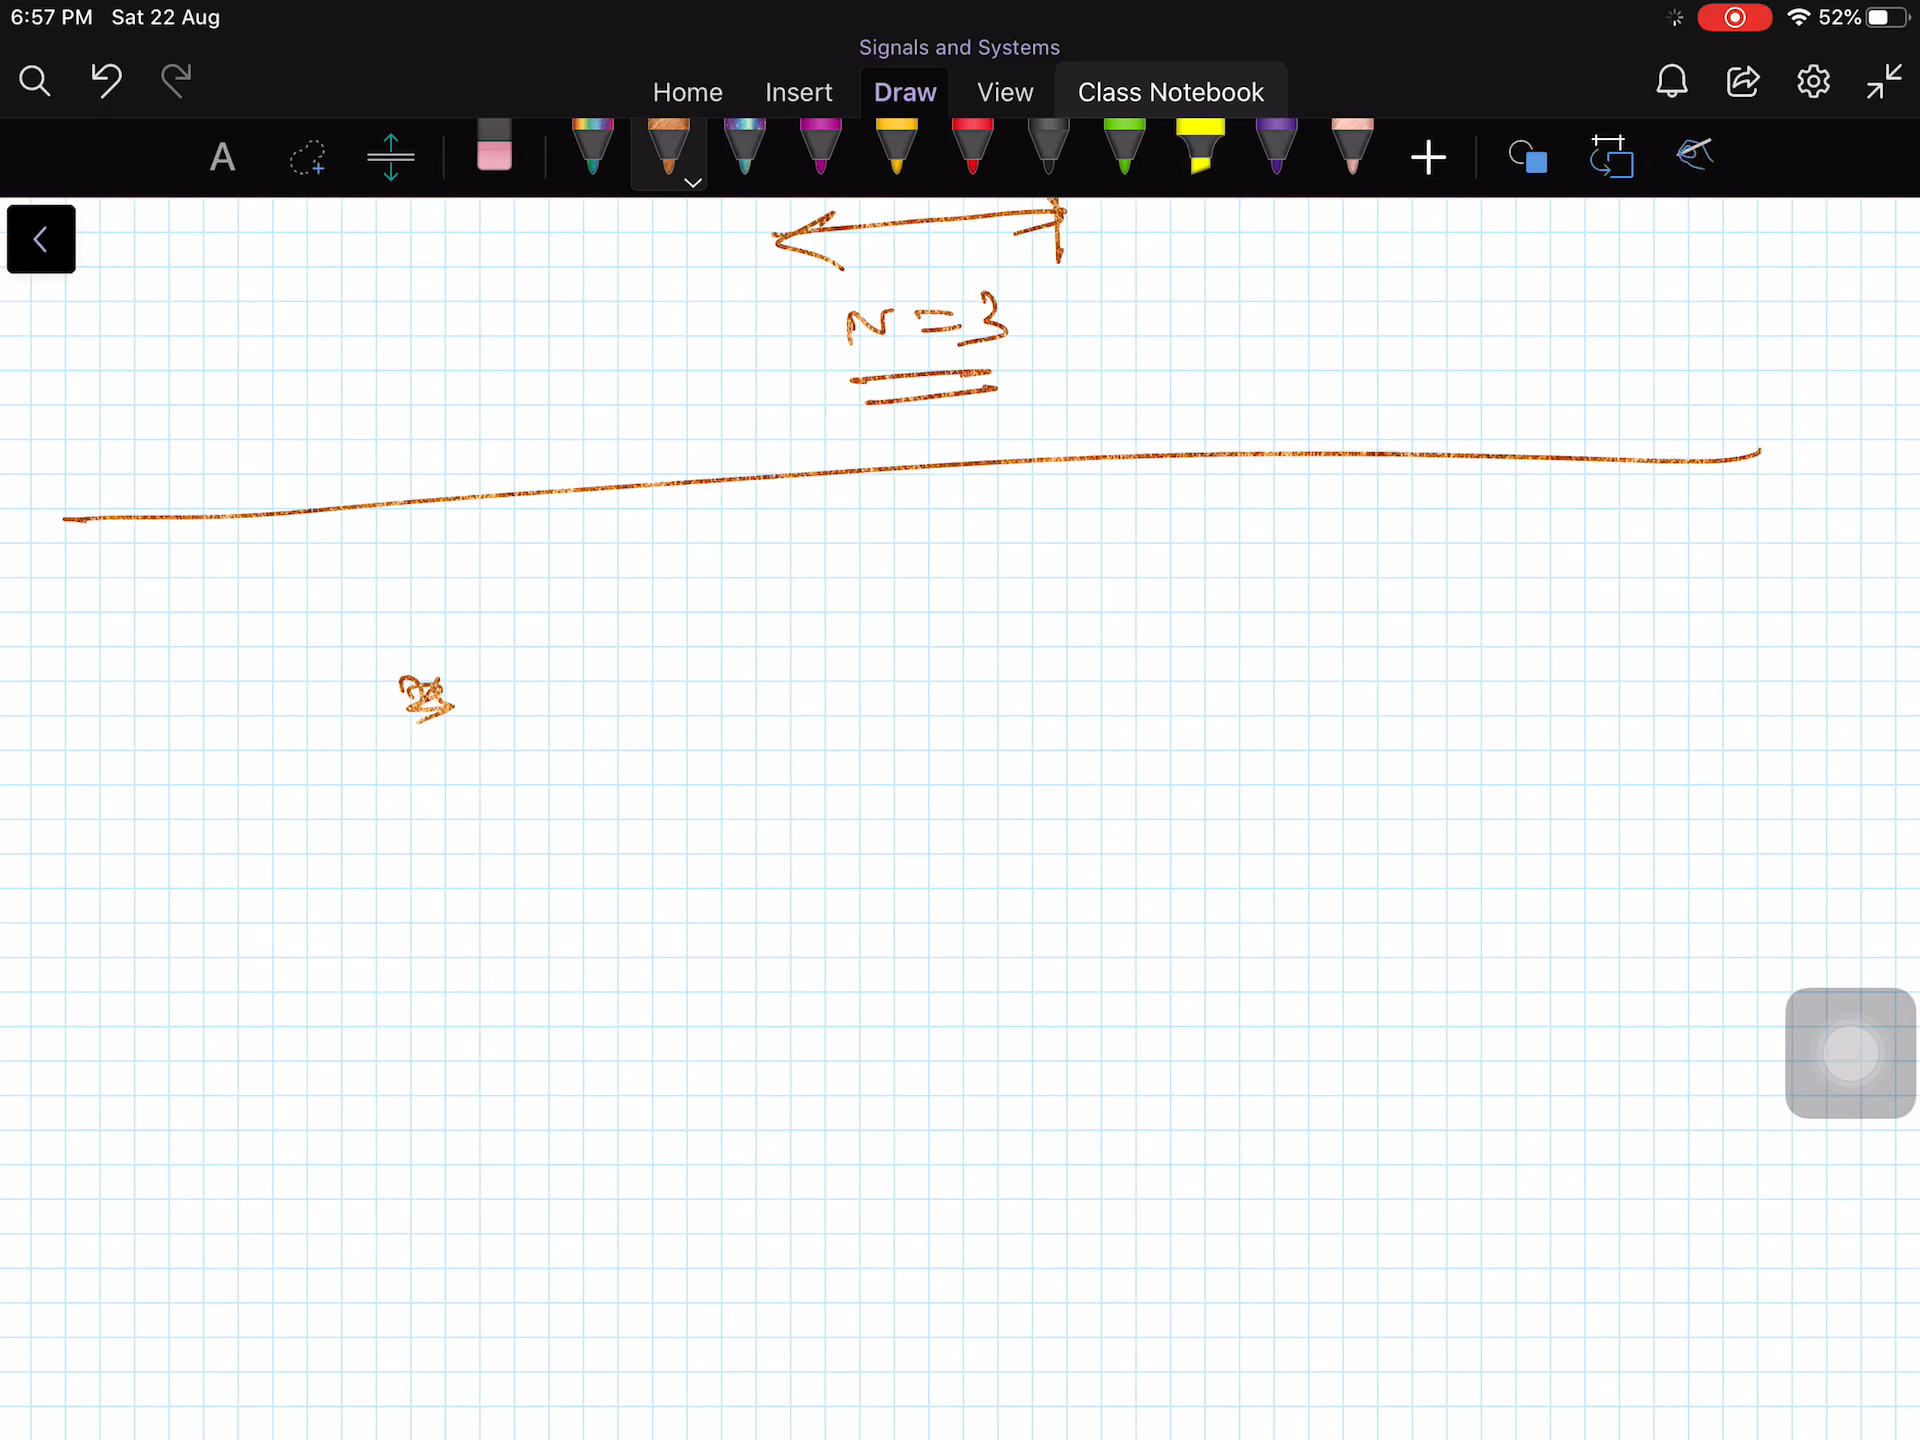 6:57 PM Sat 22 Aug 52%
Signals and Systems
Home Insert Draw View Class Notebook
A
N = 3